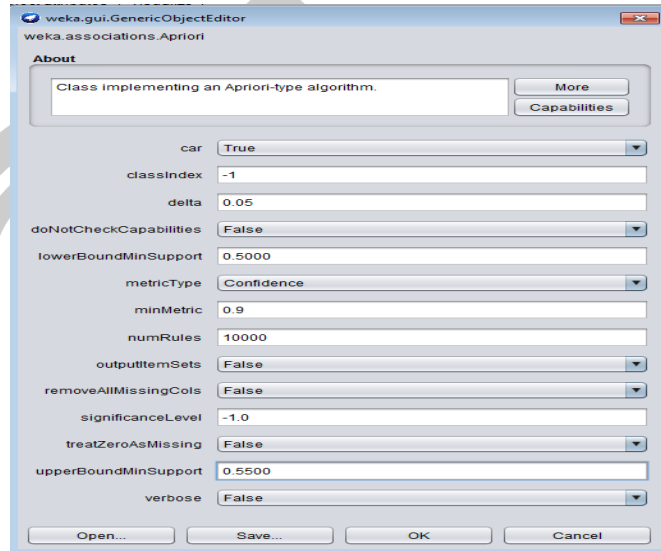 weka.gui.GenericObjectEditor
weka.associations.Apriori
About
Class implementing an Apriori-type algorithm.
More
Capabilities
car True
classIndex -1
delta 0.05
doNotCheckCapabilities False
lowerBoundMinSupport 0.5000
metricType Confidence
minMetric 0.9
numRules 10000
outputItemSets False
removeAllMissingCols False
significanceLevel -1.0
treatZeroAsMissing False
upperBoundMinSupport 0.5500
verbose False
Open... Save... OK Cancel